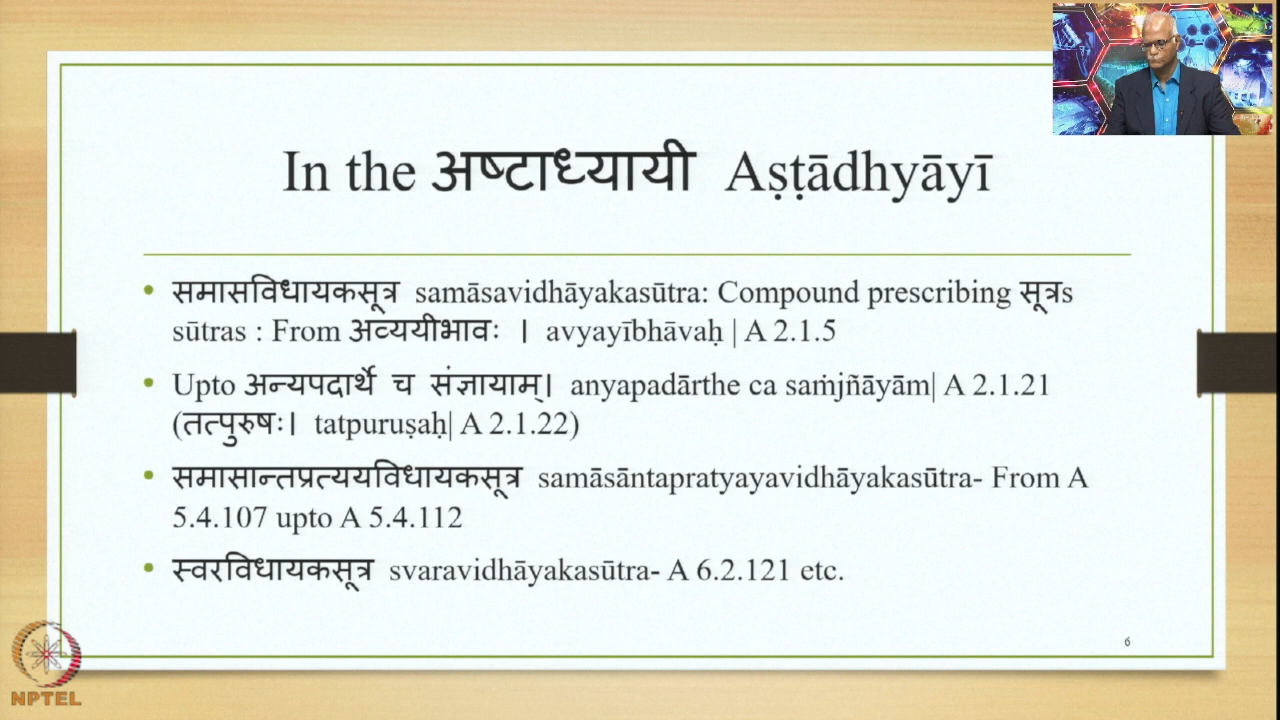 In the अष्टाध्यायी Aṣṭādhyāyī
• समासविधायकसूत्र samāsavidhāyakasūtra: Compound prescribing सूत्रs
sūtras : From अव्ययीभावः । avyayībhāvaḥ | A 2.1.5
• Upto अन्यपदार्थे च संज्ञायाम्। anyapadārthe ca saṁjñāyām| A 2.1.21
(तत्पुरुषः। tatpuruṣaḥ| A 2.1.22)
• समासान्तप्रत्ययविधायकसूत्र samāsāntapratyayavidhāyakasūtra- From A
5.4.107 upto A 5.4.112
• स्वरविधायकसूत्र svaravidhāyakasūtra- A 6.2.121 etc.
6
NPTEL